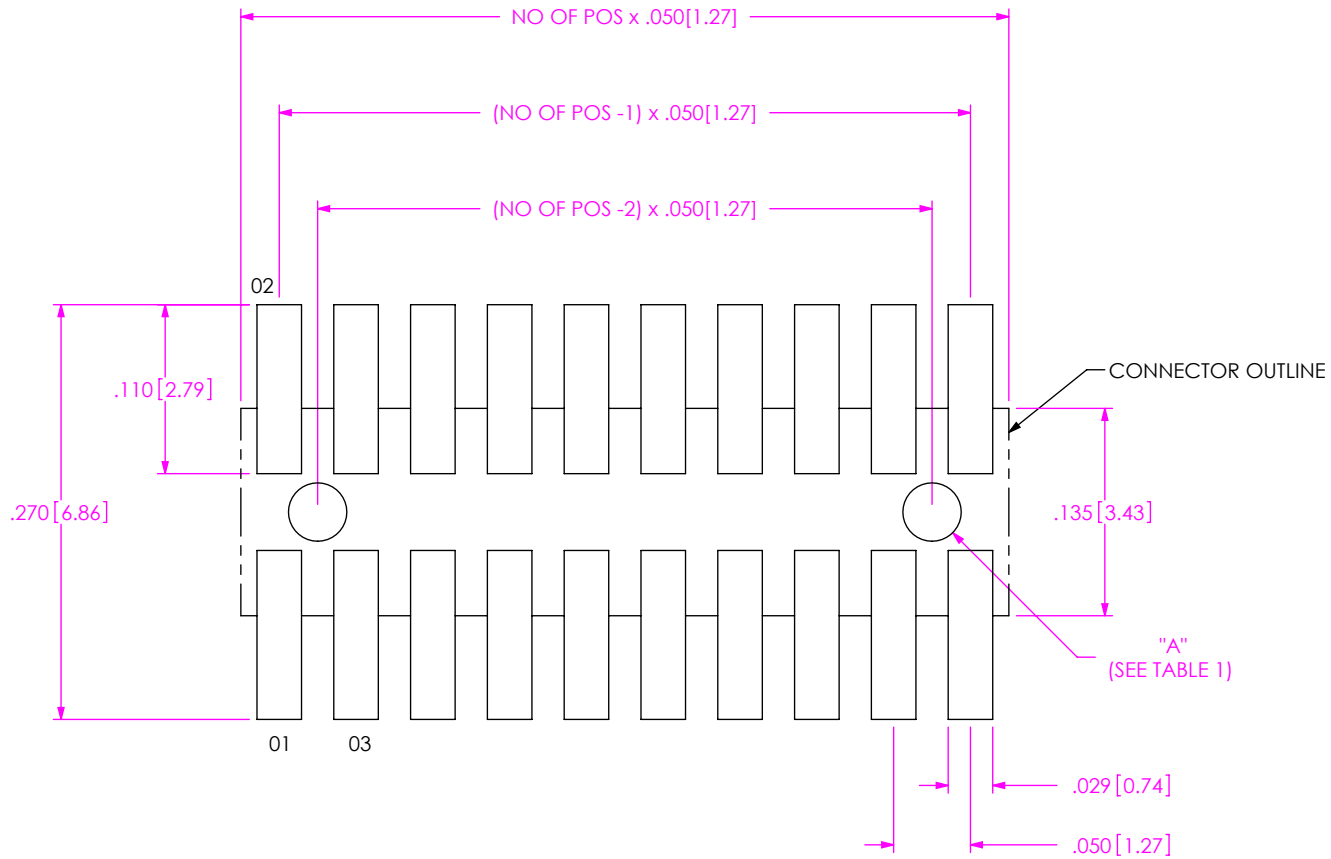 NO OF POS x .050[1.27]
(NO OF POS -1) x .050[1.27]
(NO OF POS -2) x .050[1.27]
02
.110[2.79]
CONNECTOR OUTLINE
.270[6.86]
.135[3.43]
"A"
(SEE TABLE 1)
01
03
.029[0.74]
.050[1.27]